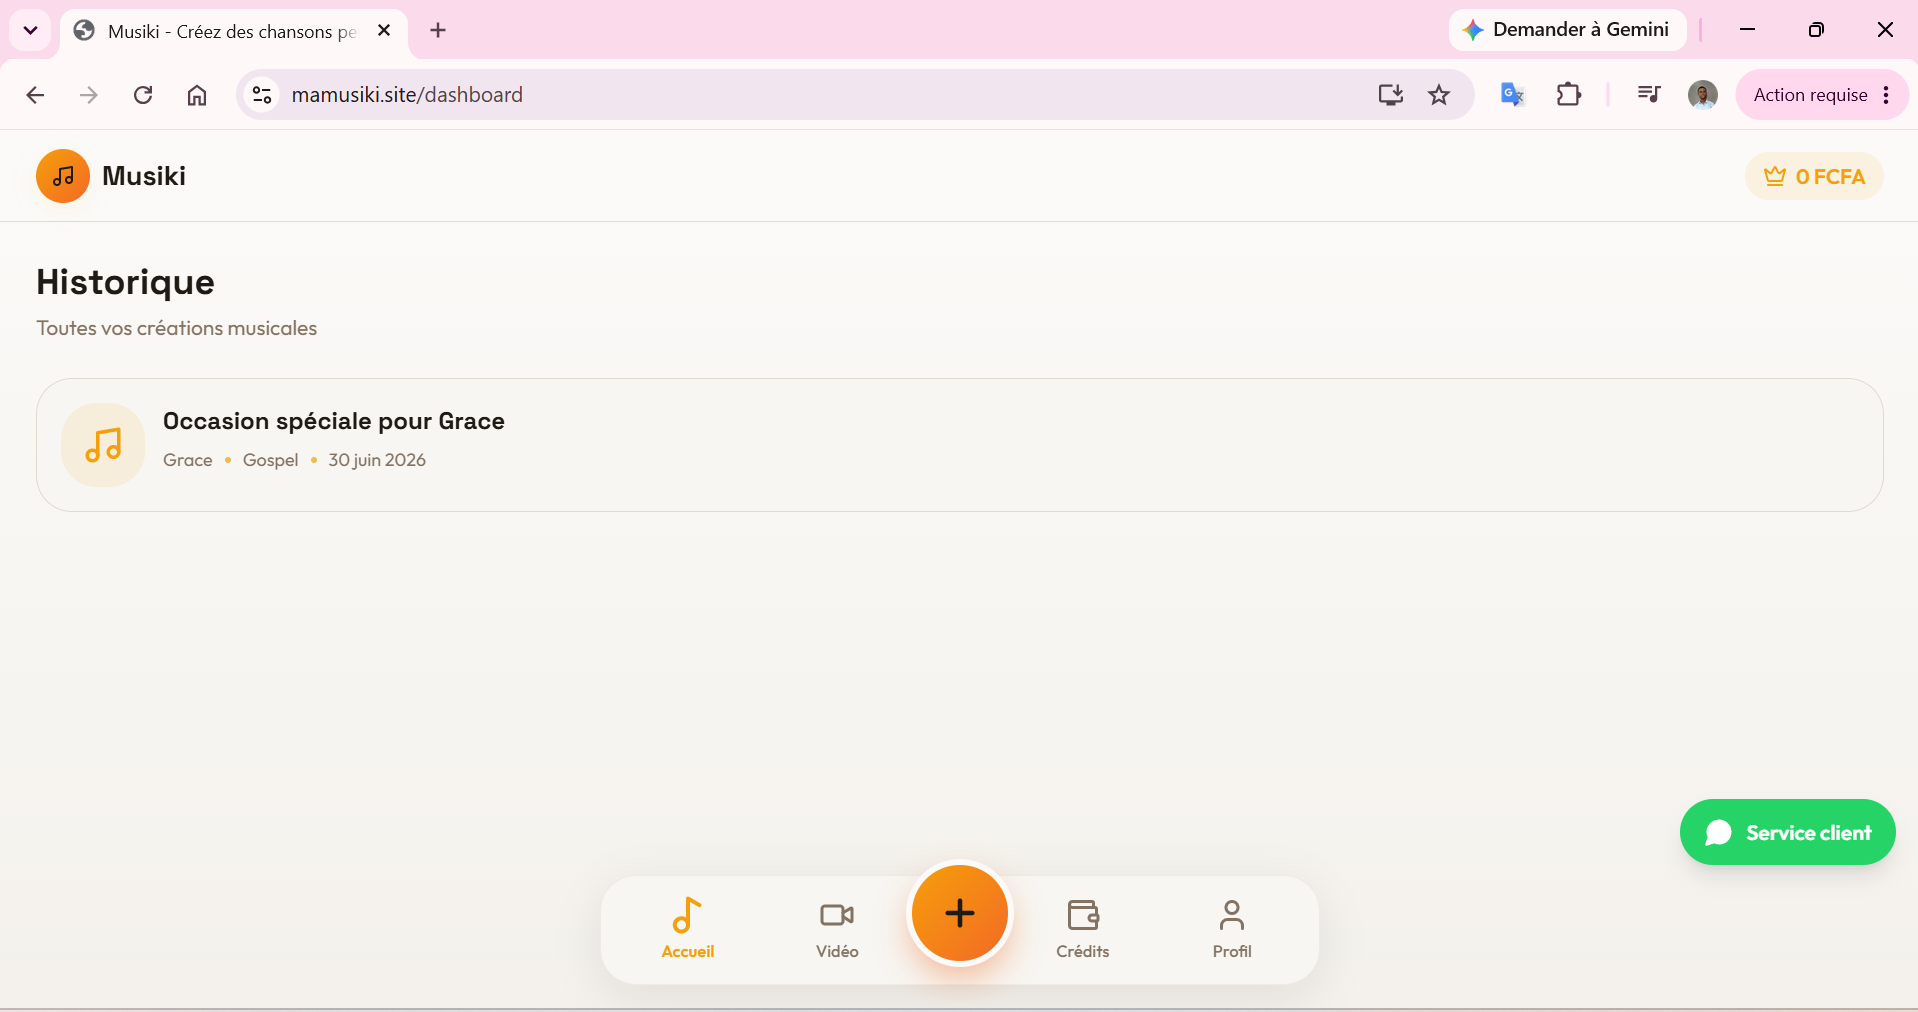 Musiki - Créez des chansons pe
Demander à Gemini
mamusiki.site/dashboard
Action requise
Musiki
0 FCFA
Historique
Toutes vos créations musicales
Occasion spéciale pour Grace
Grace • Gospel • 30 juin 2026
Service client
Accueil
Vidéo
Crédits
Profil